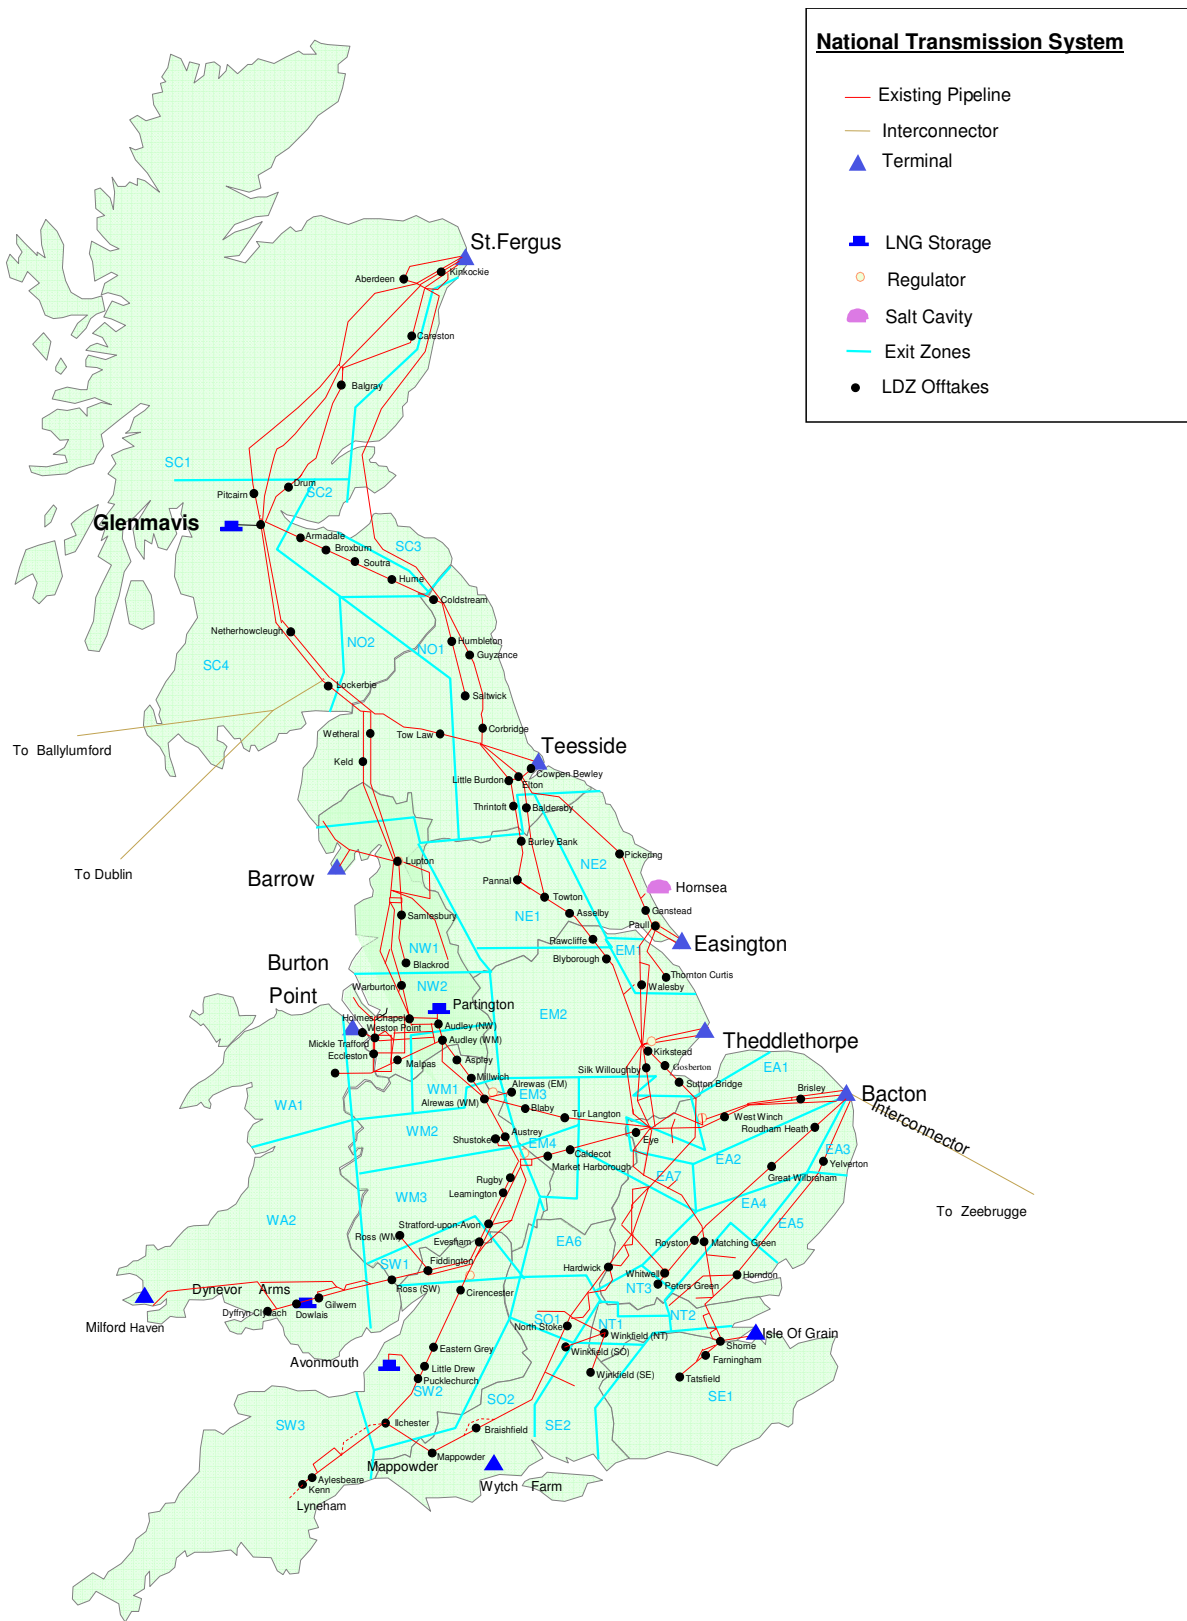 National Transmission System
Existing Pipeline
Interconnector
Terminal
LNG Storage
Regulator
Salt Cavity
Exit Zones
LDZ Offtakes
St.Fergus
Aberdeen
Kinkockie
Careston
Balgray
SC1
Drum
SC2
Pitcairn
Glenmavis
Armadale
Broxburn
SC3
Soutra
Hume
Coldstream
Netherhowcleugh
NO2
NO1
Humbleton
Guyzance
SC4
Lockerbie
Saltwick
Wetheral
Tow Law
Corbridge
To Ballylumford
Teesside
Keld
Cowpen Bewley
Little Burdon
Elton
Thrintoft
Baldersby
Burley Bank
Pickering
To Dublin
Barrow
Lupton
NE2
Pannal
Hornsea
Towton
Samlesbury
NE1
Asselby
Ganstead
Paull
Easington
NW1
Rawcliffe
EM1
Burton
Point
Blackrod
Blyborough
Thornton Curtis
Warburton
NW2
Walesby
Partington
EM2
Holmes Chapel
Weston Point
Audley (NW)
Mickle Trafford
Audley (WM)
Theddlethorpe
Eccleston
Malpas
Aspley
Kirkstead
Silk Willoughby
Gosberton
Millwich
Sutton Bridge
EA1
WM1
Alrewas (EM)
EM3
Brisley
Bacton
WA1
Alrewas (WM)
Blaby
Tur Langton
West Winch
Interconnector
Roudham Heath
WM2
Shustoke
Austrey
EM4
Eye
Caldecot
Market Harborough
EA2
EA3
Yelverton
Great Wilbraham
EA7
Rugby
Leamington
WM3
EA4
To Zeebrugge
WA2
Stratford-upon-Avon
EA5
Ross (WM)
Evesham
EA6
Royston
Matching Green
SW1
Fiddington
Hardwick
Whitwell
Horndon
Dynevor Arms
Ross (SW)
Cirencester
Peters Green
NT3
Gilwern
Dowlais
Dyffryn Clydach
Milford Haven
SO1
NT1
NT2
North Stoke
Winkfield (NT)
Isle Of Grain
Shorne
Eastern Grey
Winkfield (SO)
Farningham
Avonmouth
Little Drew
Pucklechurch
Winkfield (SE)
Tatsfield
SW2
SO2
SE1
SW3
Ilchester
Braishfield
SE2
Mappowder
Mappowder
Aylesbeare
Kenn
Wytch Farm
Lyneham